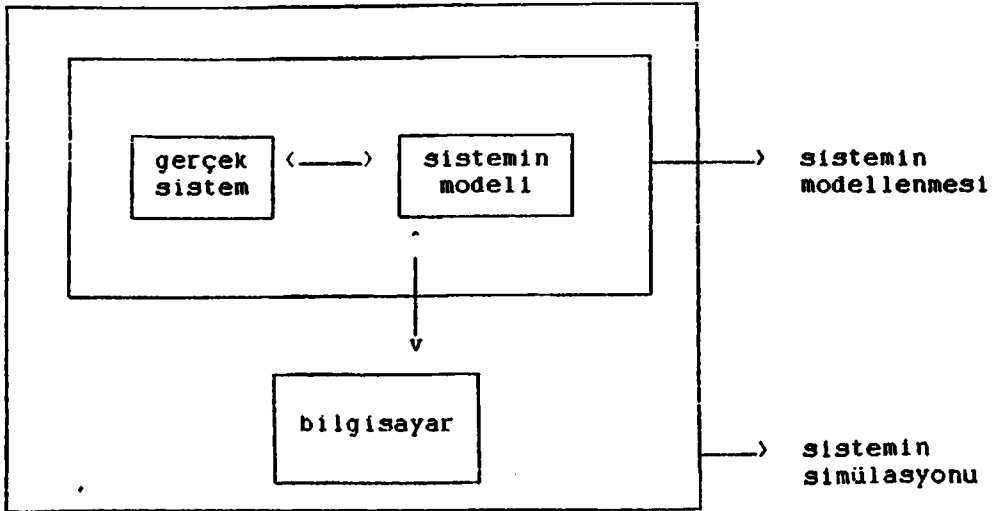 gerçek
sistem
sistemin
modeli
sistemin
modellenmesi
bilgisayar
sistemin
simülasyonu